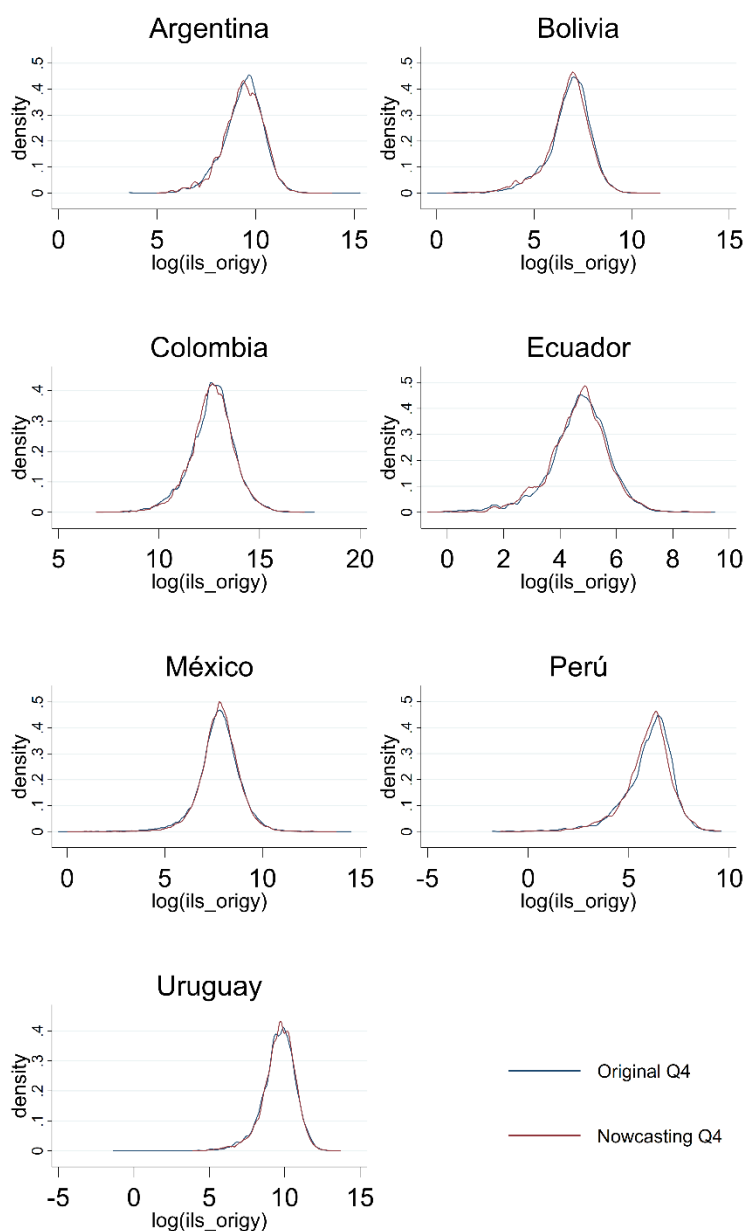 Argentina
density
.5
.4
.3
.2
.1
0
0 5 10 15
log(ils_origy)
Bolivia
density
.5
.4
.3
.2
.1
0
0 5 10 15
log(ils_origy)
Colombia
density
.4
.3
.2
.1
0
5 10 15 20
log(ils_origy)
Ecuador
density
.5
.4
.3
.2
.1
0
0 2 4 6 8 10
log(ils_origy)
México
density
.5
.4
.3
.2
.1
0
0 5 10 15
log(ils_origy)
Perú
density
.5
.4
.3
.2
.1
0
-5 0 5 10
log(ils_origy)
Uruguay
density
.4
.3
.2
.1
0
-5 0 5 10 15
log(ils_origy)
Original Q4
Nowcasting Q4